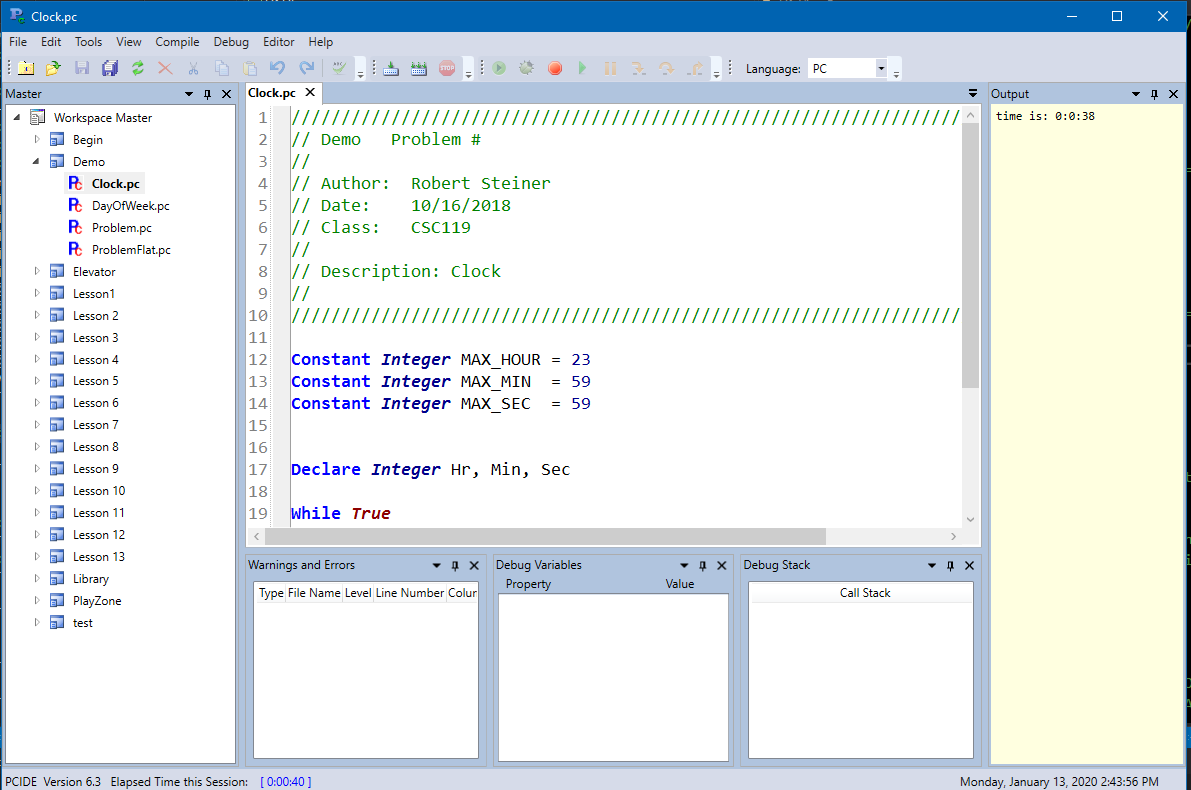 Clock.pc
File Edit Tools View Compile Debug Editor Help
STOP
Language: PC
Master
Workspace Master
Begin
Demo
Clock.pc
DayOfWeek.pc
Problem.pc
ProblemFlat.pc
Elevator
Lesson1
Lesson 2
Lesson 3
Lesson 4
Lesson 5
Lesson 6
Lesson 7
Lesson 8
Lesson 9
Lesson 10
Lesson 11
Lesson 12
Lesson 13
Library
PlayZone
test
Clock.pc
1 ///////////////////////////////////////////////////////////////////
2 // Demo   Problem #
3 //
4 // Author:  Robert Steiner
5 // Date:    10/16/2018
6 // Class:   CSC119
7 //
8 // Description: Clock
9 //
10 ///////////////////////////////////////////////////////////////////
11
12 Constant Integer MAX_HOUR = 23
13 Constant Integer MAX_MIN  = 59
14 Constant Integer MAX_SEC  = 59
15
16
17 Declare Integer Hr, Min, Sec
18
19 While True
Output
time is: 0:0:38
Warnings and Errors
Type File Name Level Line Number Colur
Debug Variables
Property Value
Debug Stack
Call Stack
PCIDE Version 6.3 Elapsed Time this Session: [ 0:00:40 ]
Monday, January 13, 2020 2:43:56 PM